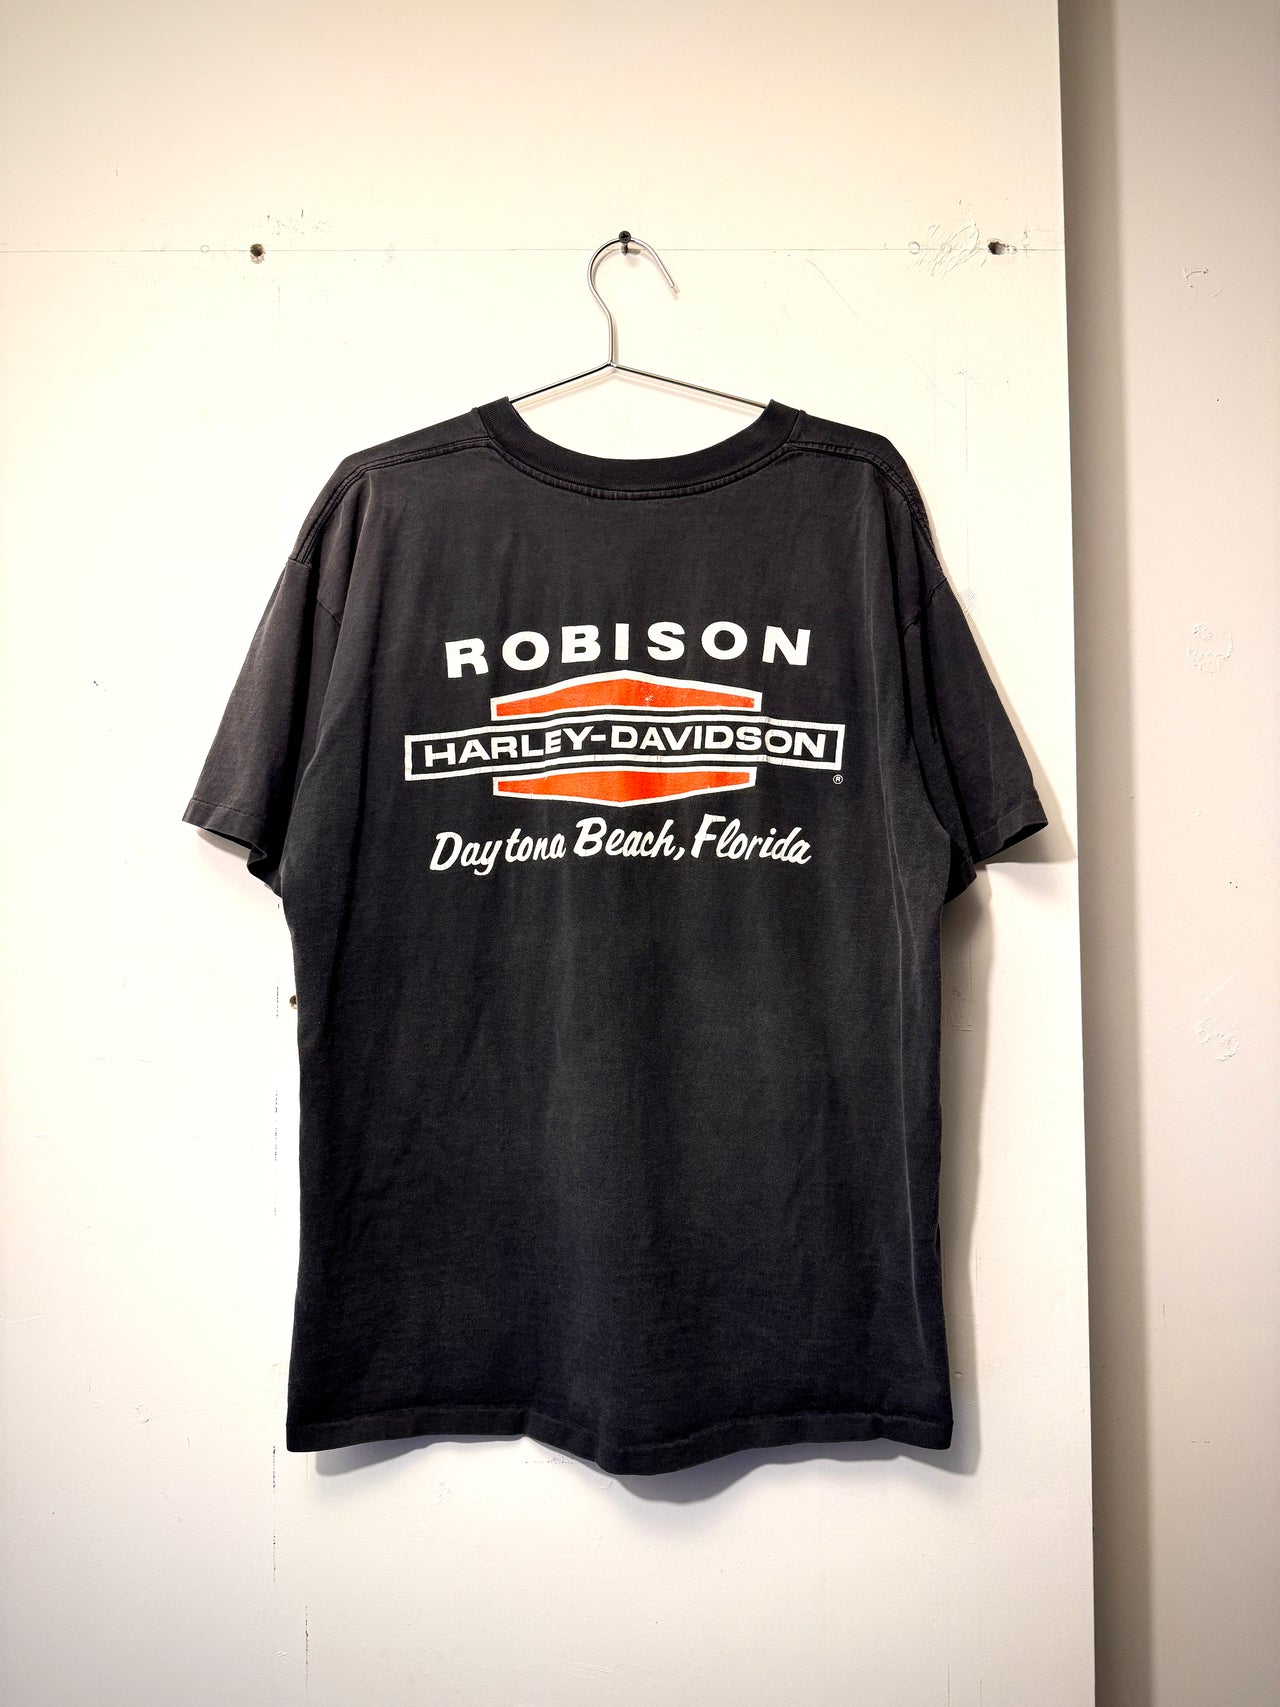 ROBISON
HARLEY-DAVIDSON
®
Daytona Beach, Florida